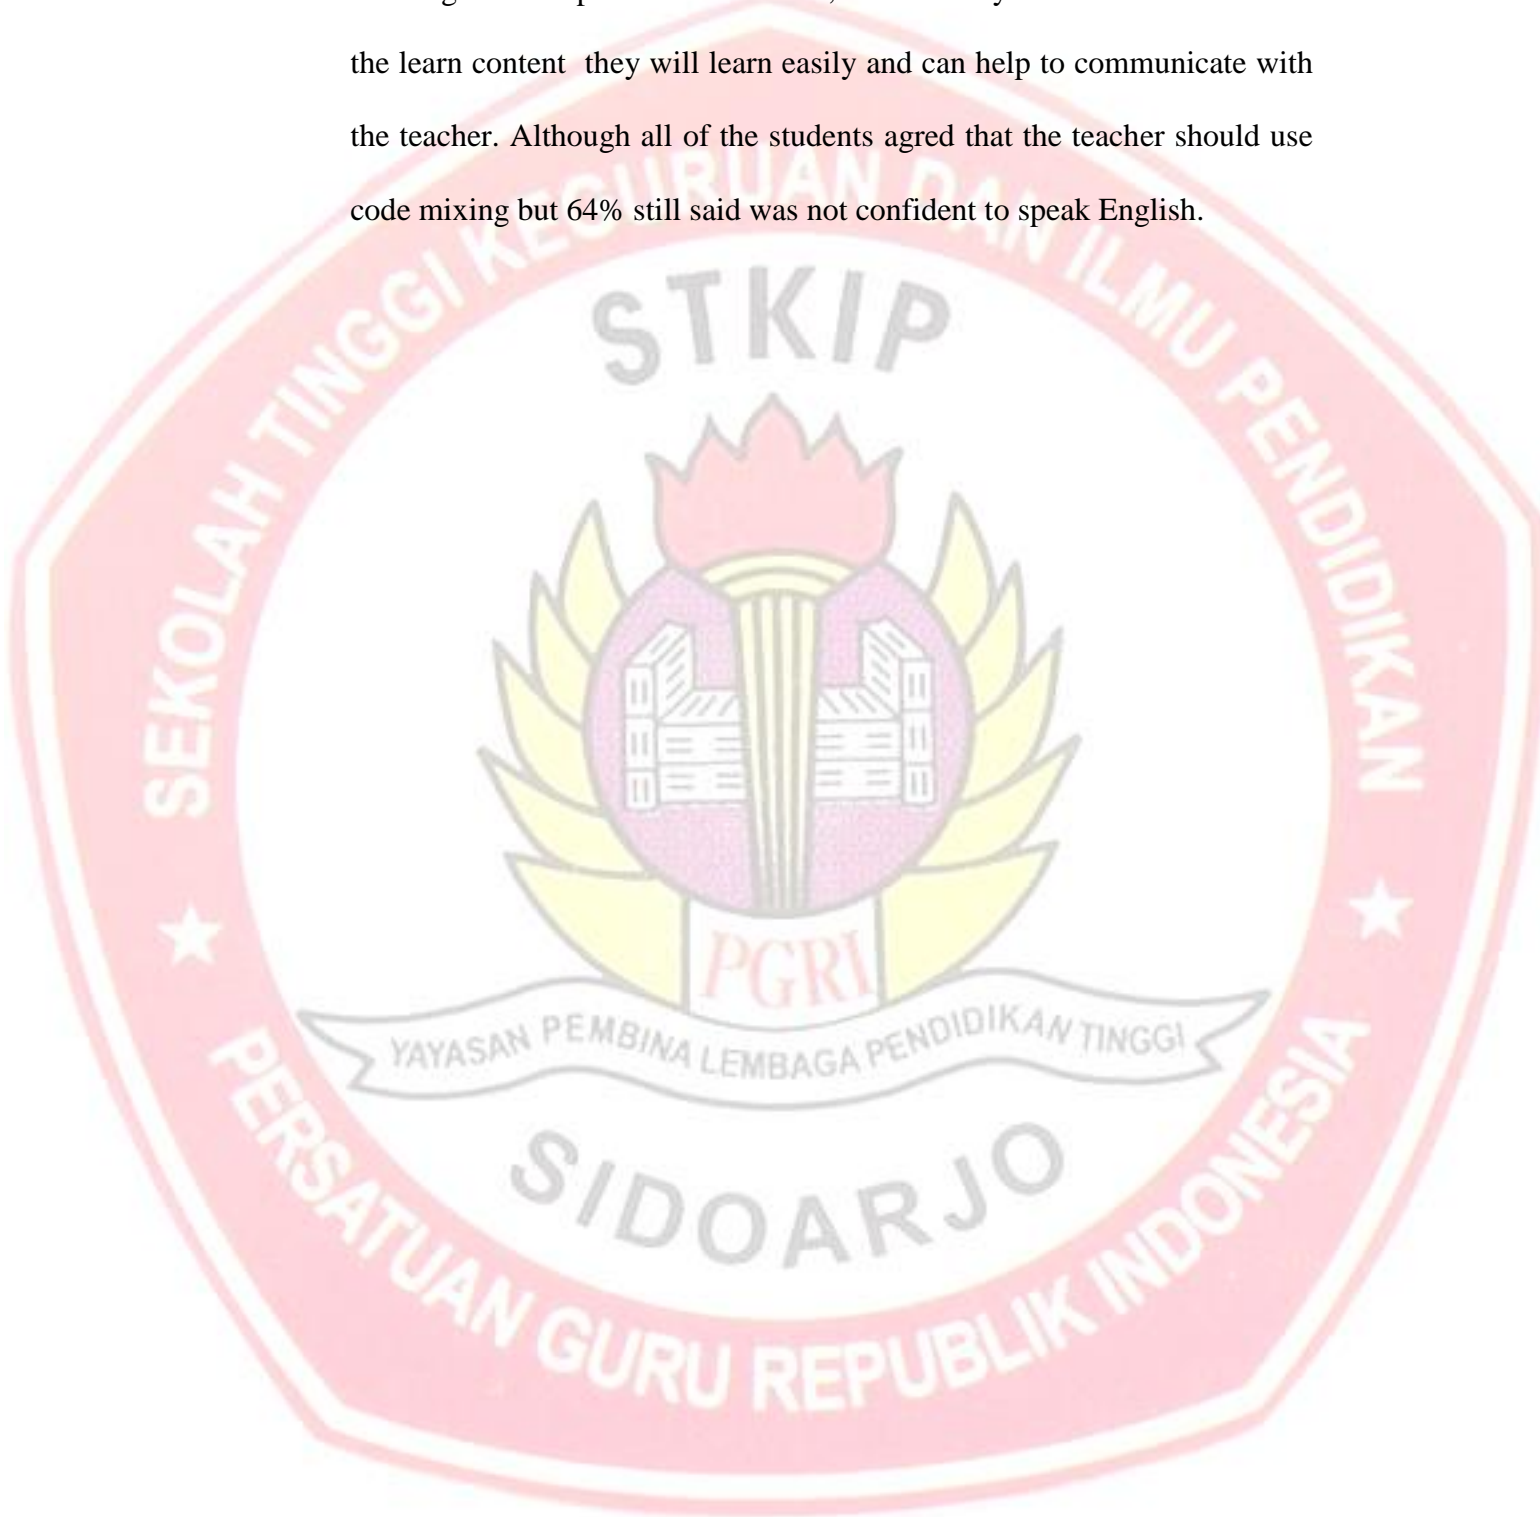 the learn content they will learn easily and can help to communicate with
the teacher. Although all of the students agred that the teacher should use
code mixing but 64% still said was not confident to speak English.
SEKOLAH TINGGI KEGURUAN DAN ILMU PENDIDIKAN
STKIP
PGRI
YAYASAN PEMBINA LEMBAGA PENDIDIKAN TINGGI
SIDOARJO
PERSATUAN GURU REPUBLIK INDONESIA